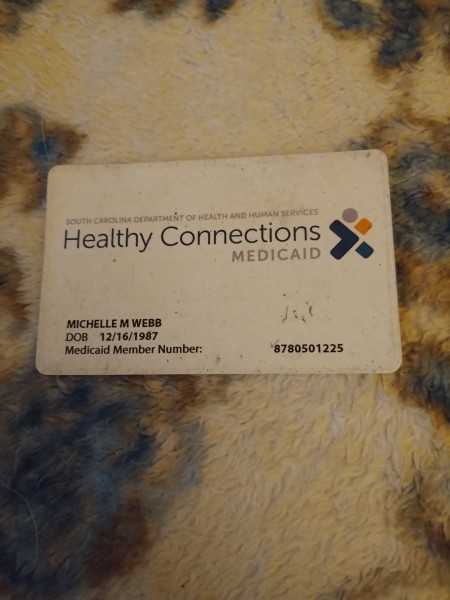 SOUTH CAROLINA DEPARTMENT OF HEALTH AND HUMAN SERVICES
Healthy Connections
MEDICAID
MICHELLE M WEBB
DOB 12/16/1987
Medicaid Member Number: 8780501225